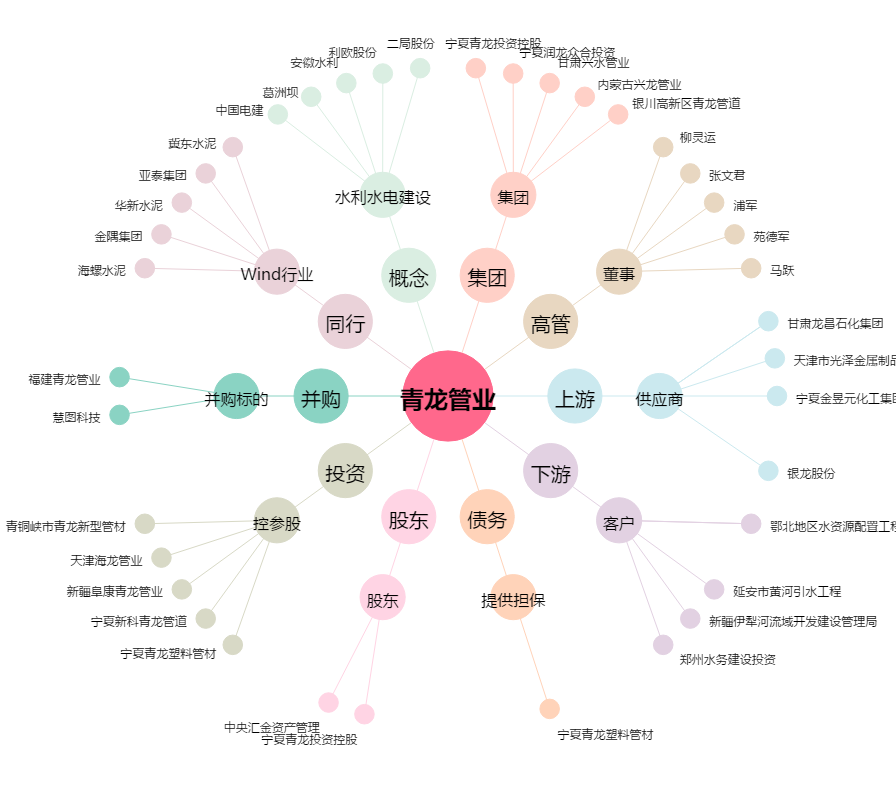 二局股份
宁夏青龙投资控股
利欧股份
宁夏润龙众合投资
安徽水利
甘肃兴水管业
葛洲坝
内蒙古兴龙管业
中国电建
银川高新区青龙管道
冀东水泥
柳灵运
亚泰集团
张文君
水利水电建设
集团
华新水泥
浦军
金隅集团
苑德军
海螺水泥
Wind行业
概念
集团
董事
马跃
同行
高管
甘肃龙昌石化集团
天津市光泽金属制品
福建青龙管业
并购标的
并购
青龙管业
上游
供应商
宁夏金昱元化工集团
慧图科技
投资
下游
银龙股份
青铜峡市青龙新型管材
控参股
股东
债务
客户
鄂北地区水资源配置工程
天津海龙管业
新疆阜康青龙管业
延安市黄河引水工程
股东
提供担保
宁夏新科青龙管道
新疆伊犁河流域开发建设管理局
宁夏青龙塑料管材
郑州水务建设投资
中央汇金资产管理
宁夏青龙投资控股
宁夏青龙塑料管材